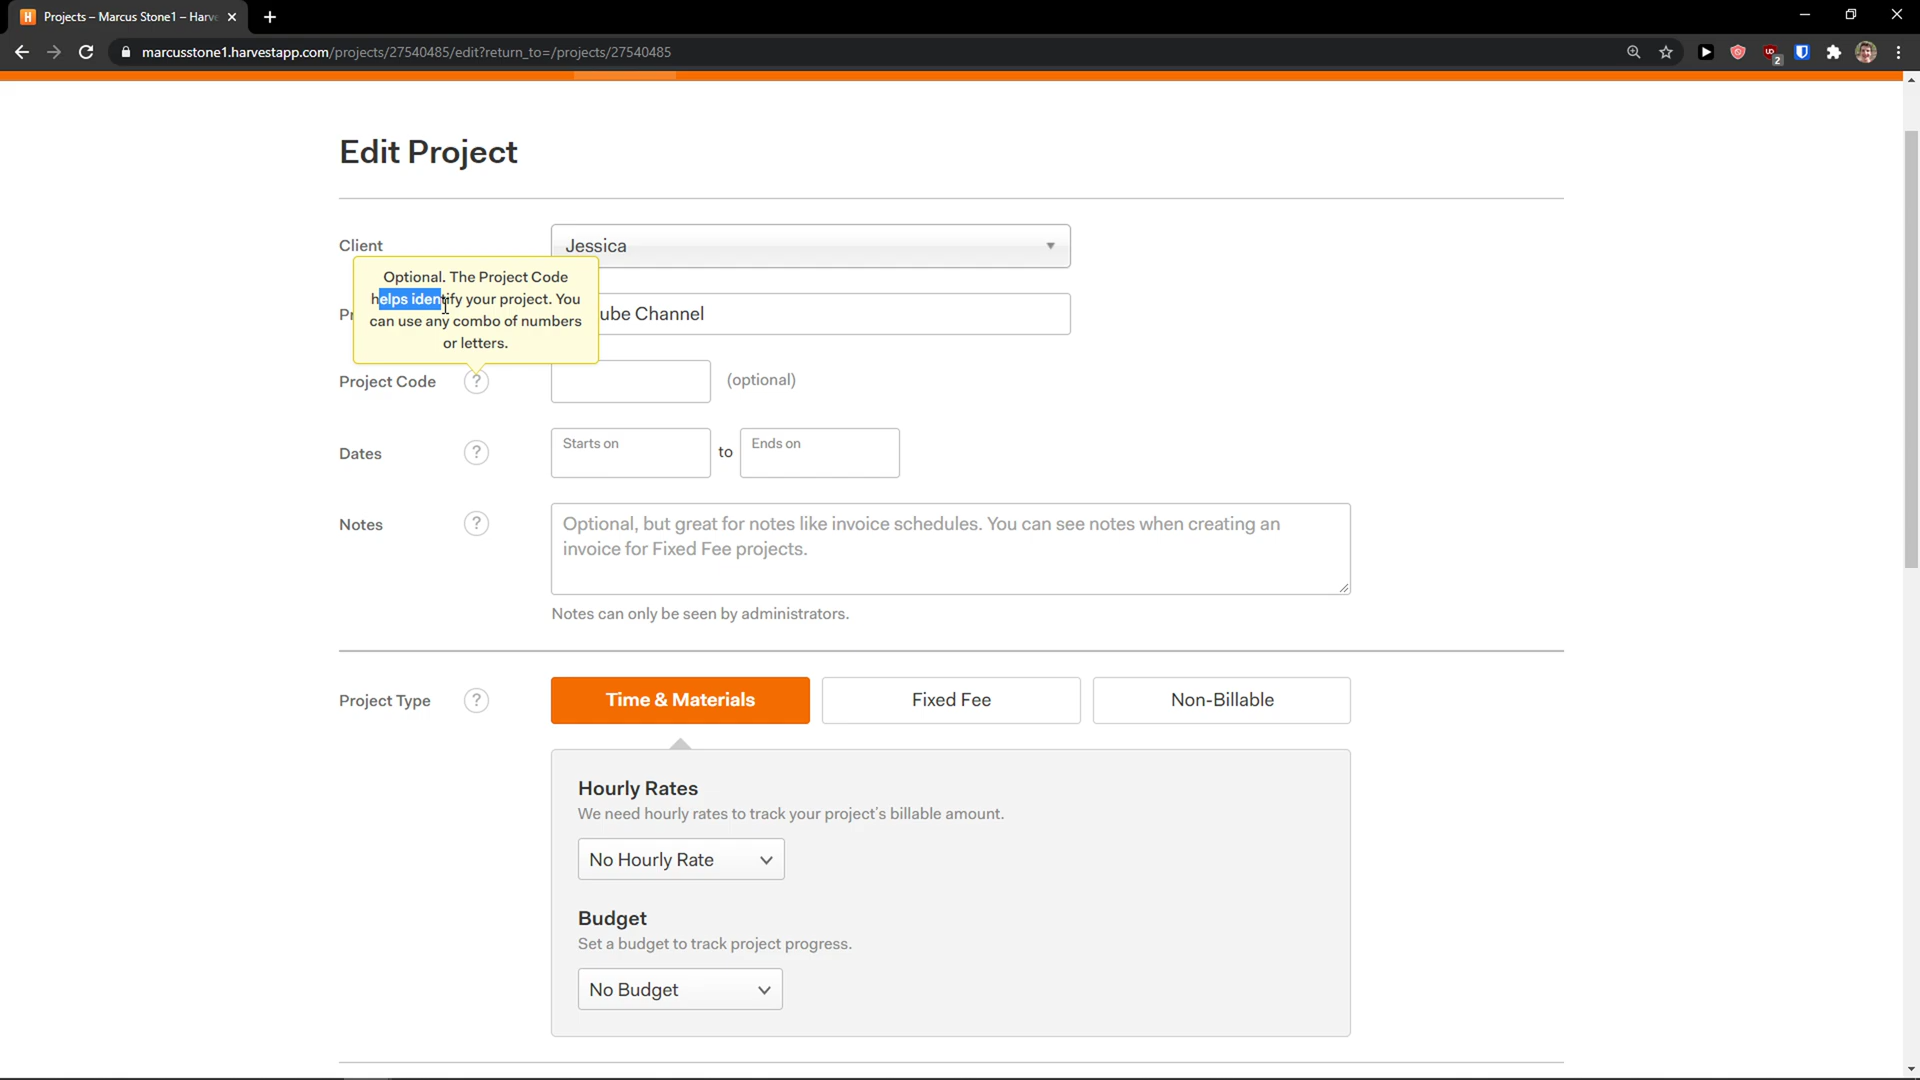 Projects – Marcus Stone1 – Harv
marcusstone1.harvestapp.com/projects/27540485/edit?return_to=/projects/27540485
2
Edit Project
Client
Jessica
Optional. The Project Code
helps identify your project. You
can use any combo of numbers
or letters.
ube Channel
Project Code
?
(optional)
Dates
?
Starts on
to
Ends on
Notes
?
Optional, but great for notes like invoice schedules. You can see notes when creating an
invoice for Fixed Fee projects.
Notes can only be seen by administrators.
Project Type
?
Time & Materials
Fixed Fee
Non-Billable
Hourly Rates
We need hourly rates to track your project's billable amount.
No Hourly Rate
Budget
Set a budget to track project progress.
No Budget